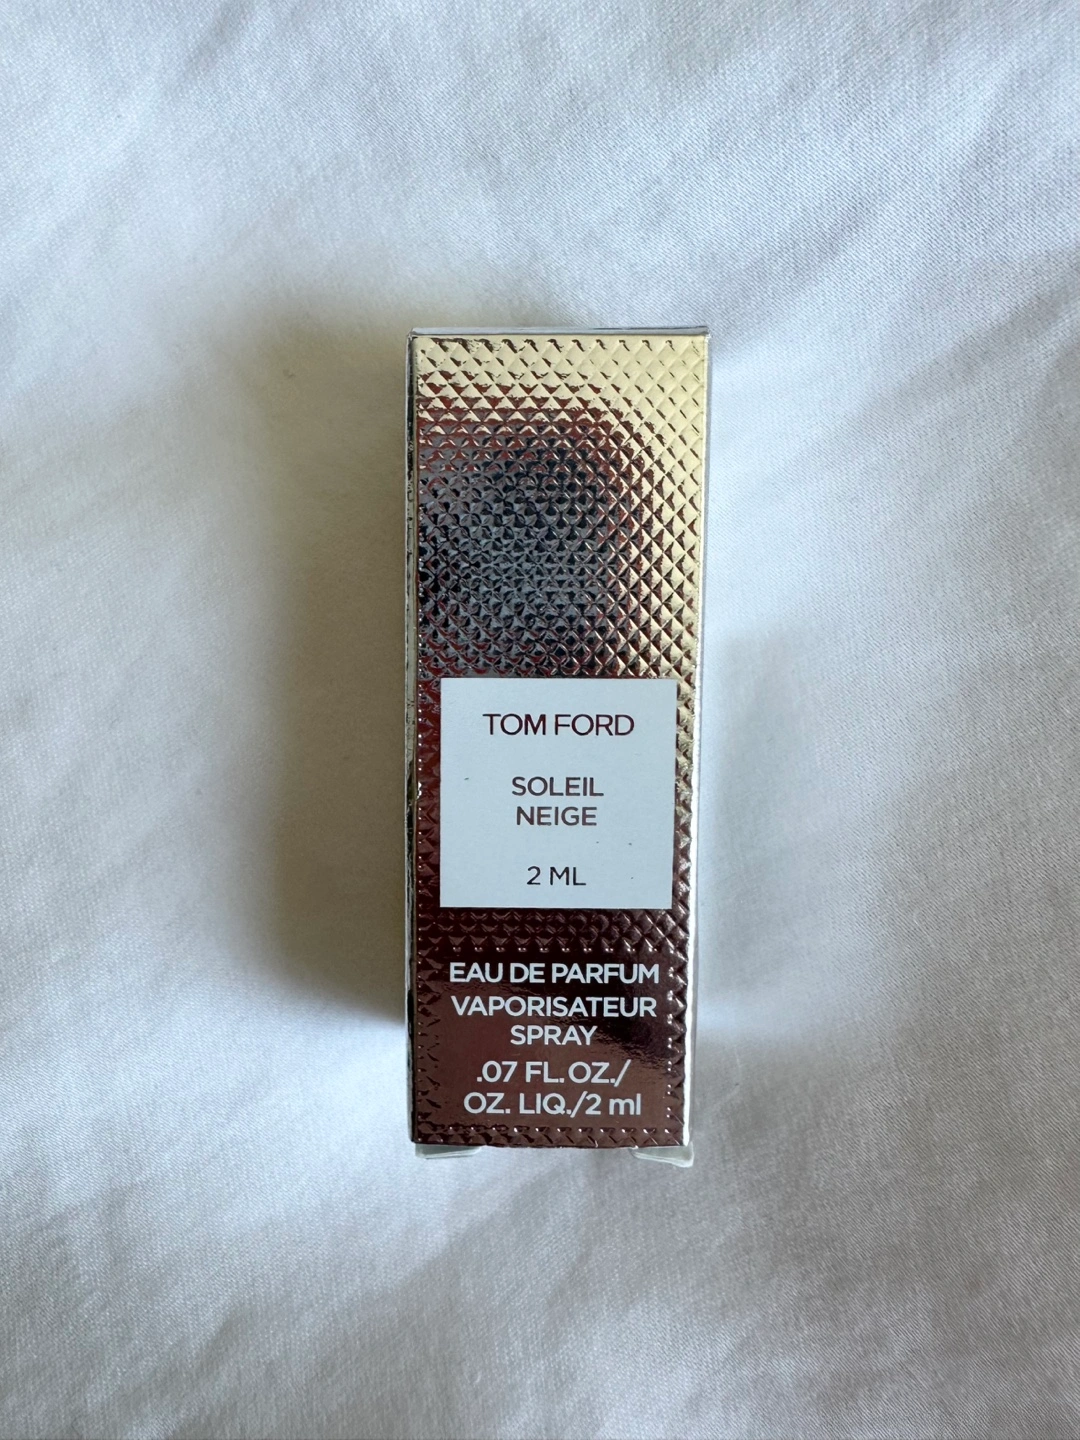 TOM FORD
SOLEIL
NEIGE
2 ML
EAU DE PARFUM
VAPORISATEUR
SPRAY
.07 FL. OZ./
OZ. LIQ./2 ml